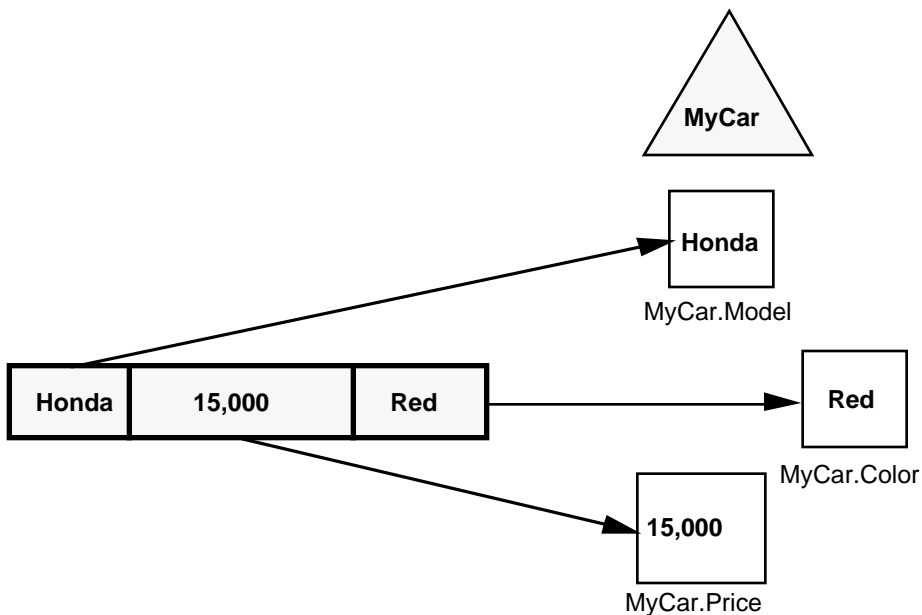 MyCar
Honda
MyCar.Model
Honda 15,000 Red
Red
MyCar.Color
15,000
MyCar.Price